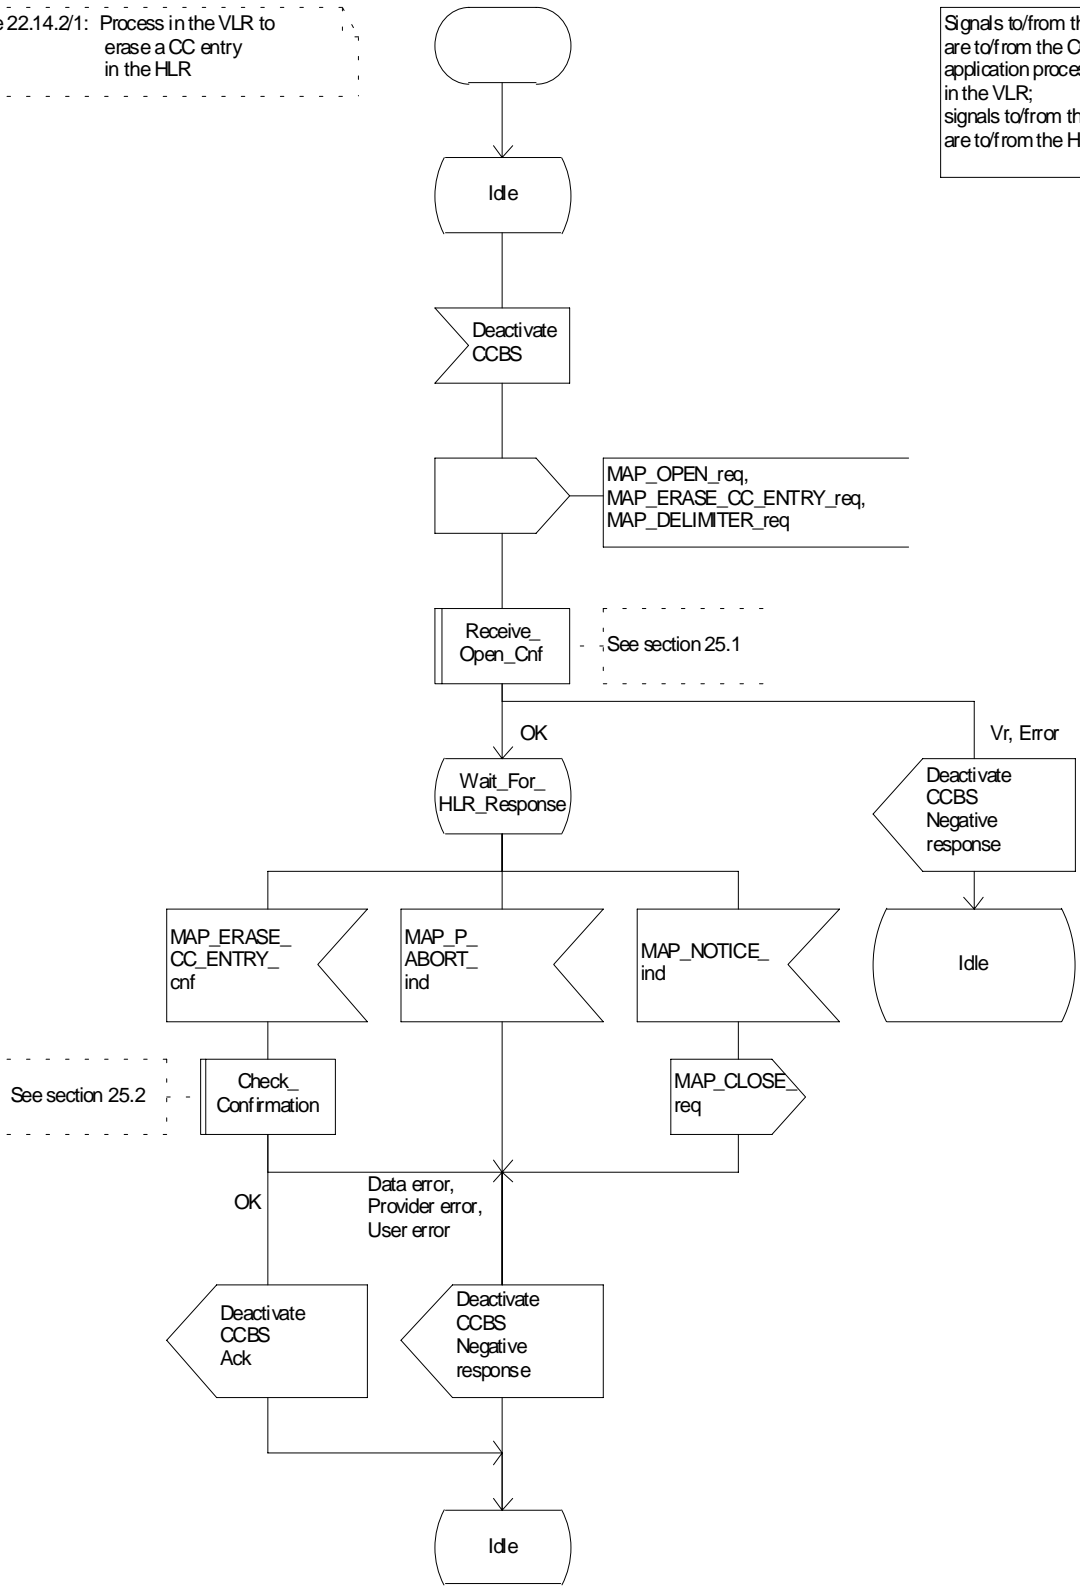 22.14.2/1: Process in the VLR to
erase a CC entry
in the HLR
Signals to/from
are to/from the
application
in the VLR;
signals to/from
are to/from the
Idle
Deactivate
CCBS
MAP_OPEN_req,
MAP_ERASE_CC_ENTRY_req,
MAP_DELIMITER_req
Receive_
Open_Cnf
See section 25.1
OK
Vr, Error
Wait_For_
HLR_Response
Deactivate
CCBS
Negative
response
MAP_ERASE_
CC_ENTRY_
cnf
MAP_P_
ABORT_
ind
MAP_NOTICE_
ind
Idle
See section 25.2
Check_
Confirmation
MAP_CLOSE_
req
OK
Data error,
Provider error,
User error
Deactivate
CCBS
Ack
Deactivate
CCBS
Negative
response
Idle